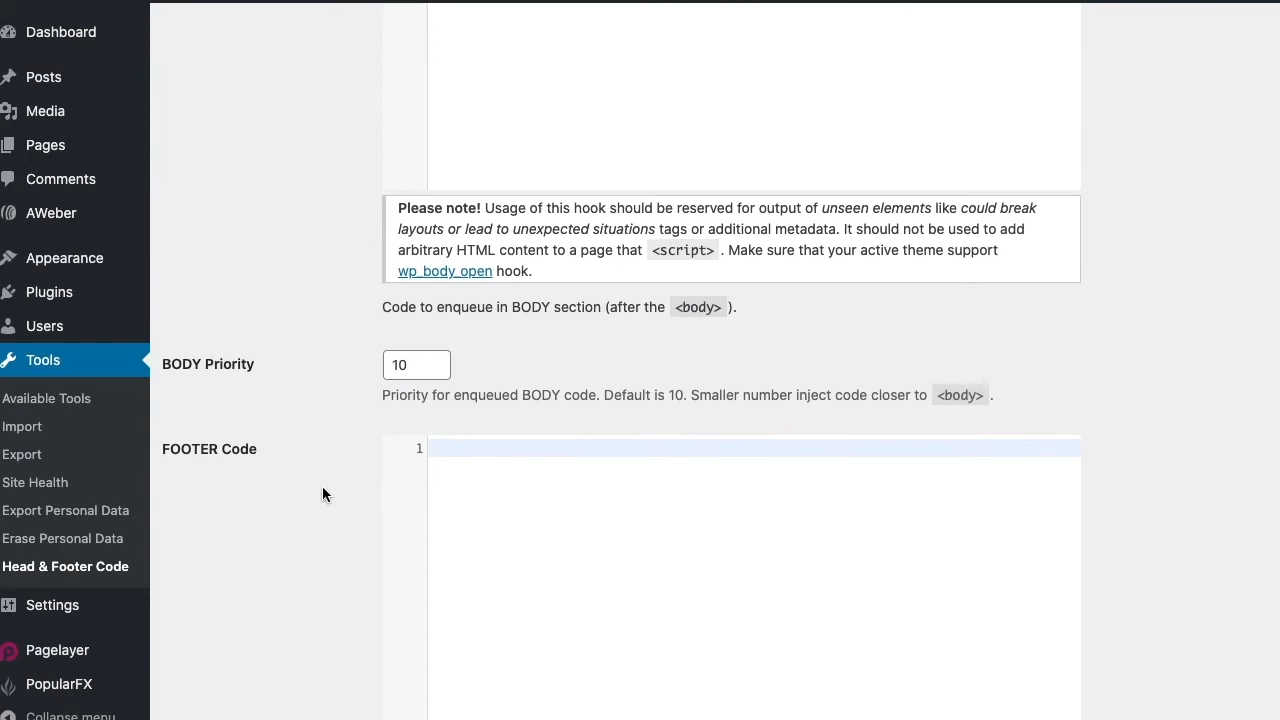 Dashboard
Posts
Media
Pages
Comments
AWeber
Appearance
Plugins
Users
Tools
Available Tools
Import
Export
Site Health
Export Personal Data
Erase Personal Data
Head & Footer Code
Settings
Pagelayer
PopularFX
Collapse menu
Please note! Usage of this hook should be reserved for output of unseen elements like could break
layouts or lead to unexpected situations tags or additional metadata. It should not be used to add
arbitrary HTML content to a page that <script> . Make sure that your active theme support
wp_body_open hook.
Code to enqueue in BODY section (after the <body> ).
BODY Priority
10
Priority for enqueued BODY code. Default is 10. Smaller number inject code closer to <body> .
FOOTER Code
1